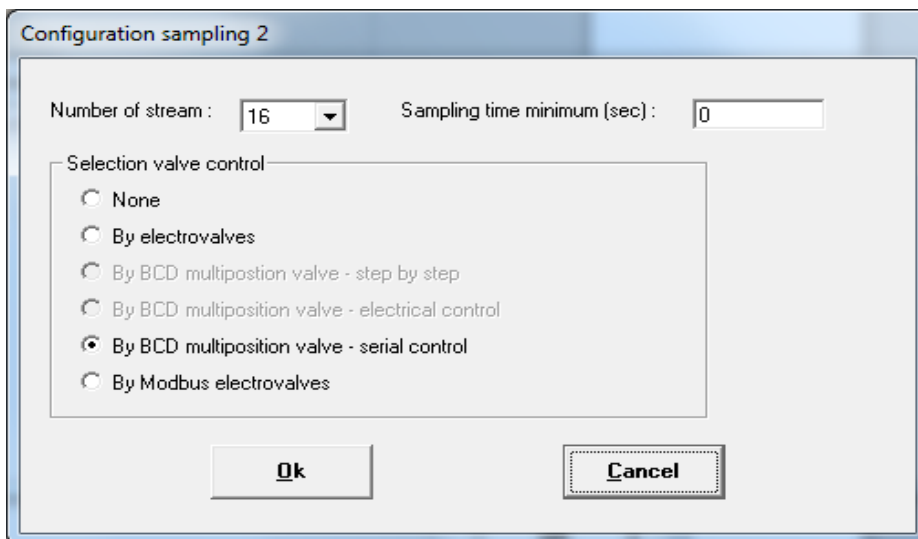 Configuration sampling 2
Number of stream : 16 Sampling time minimum (sec) : 0
Selection valve control
None
By electrovalves
By BCD multipostion valve - step by step
By BCD multiposition valve - electrical control
By BCD multiposition valve - serial control
By Modbus electrovalves
Ok Cancel